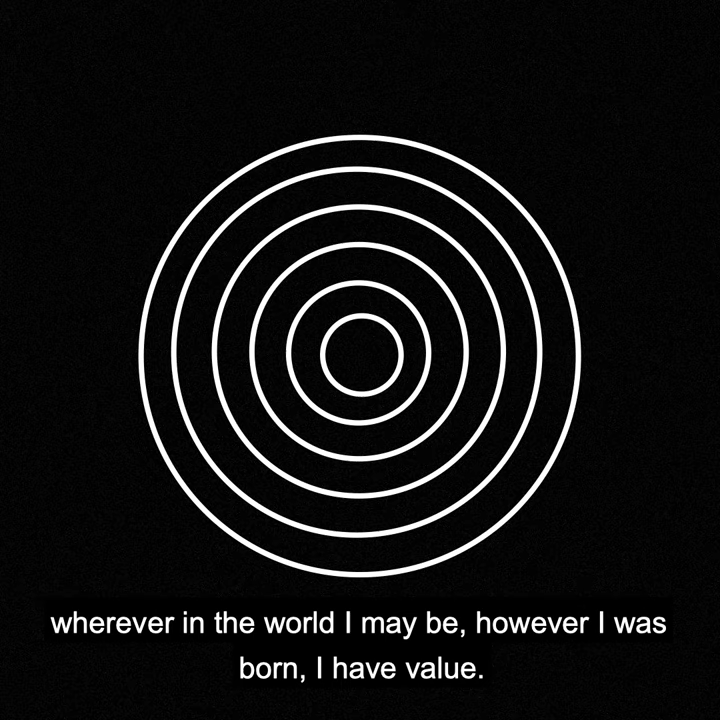 wherever in the world I may be, however I was
born, I have value.